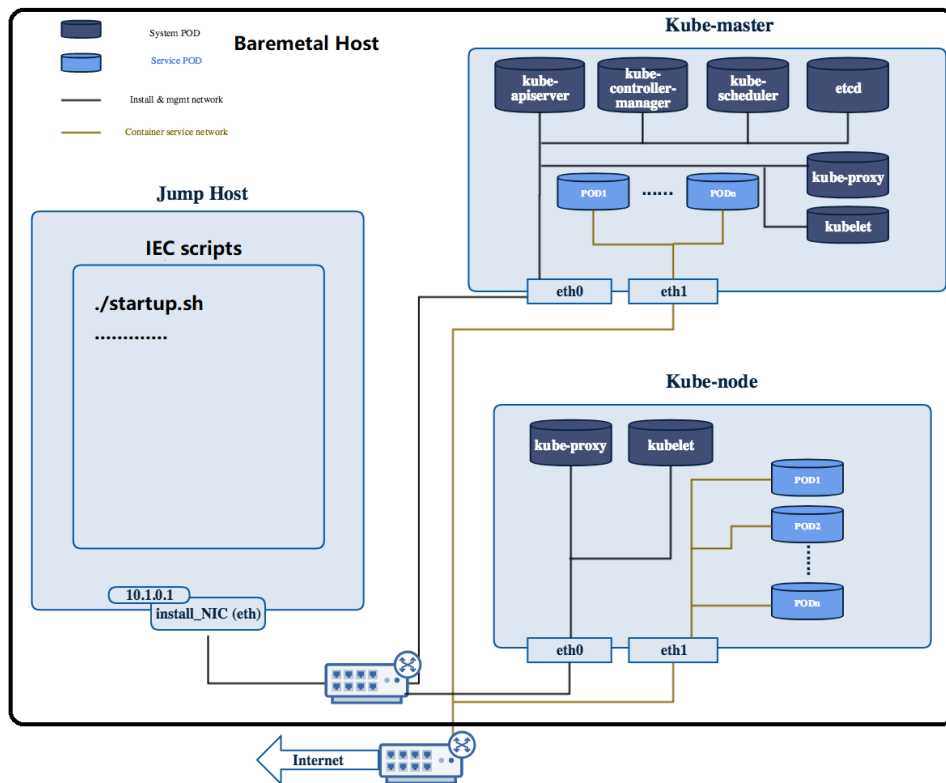 System POD
Service POD
Install & mgmt network
Container service network
Baremetal Host
Kube-master
kube-
apiserver
kube-
controller-
manager
kube-
scheduler
etcd
kube-proxy
kubelet
POD1
......
PODn
eth0
eth1
Jump Host
IEC scripts
./startup.sh
.............
10.1.0.1
install_NIC (eth)
Kube-node
kube-proxy
kubelet
POD1
POD2
PODn
eth0
eth1
Internet